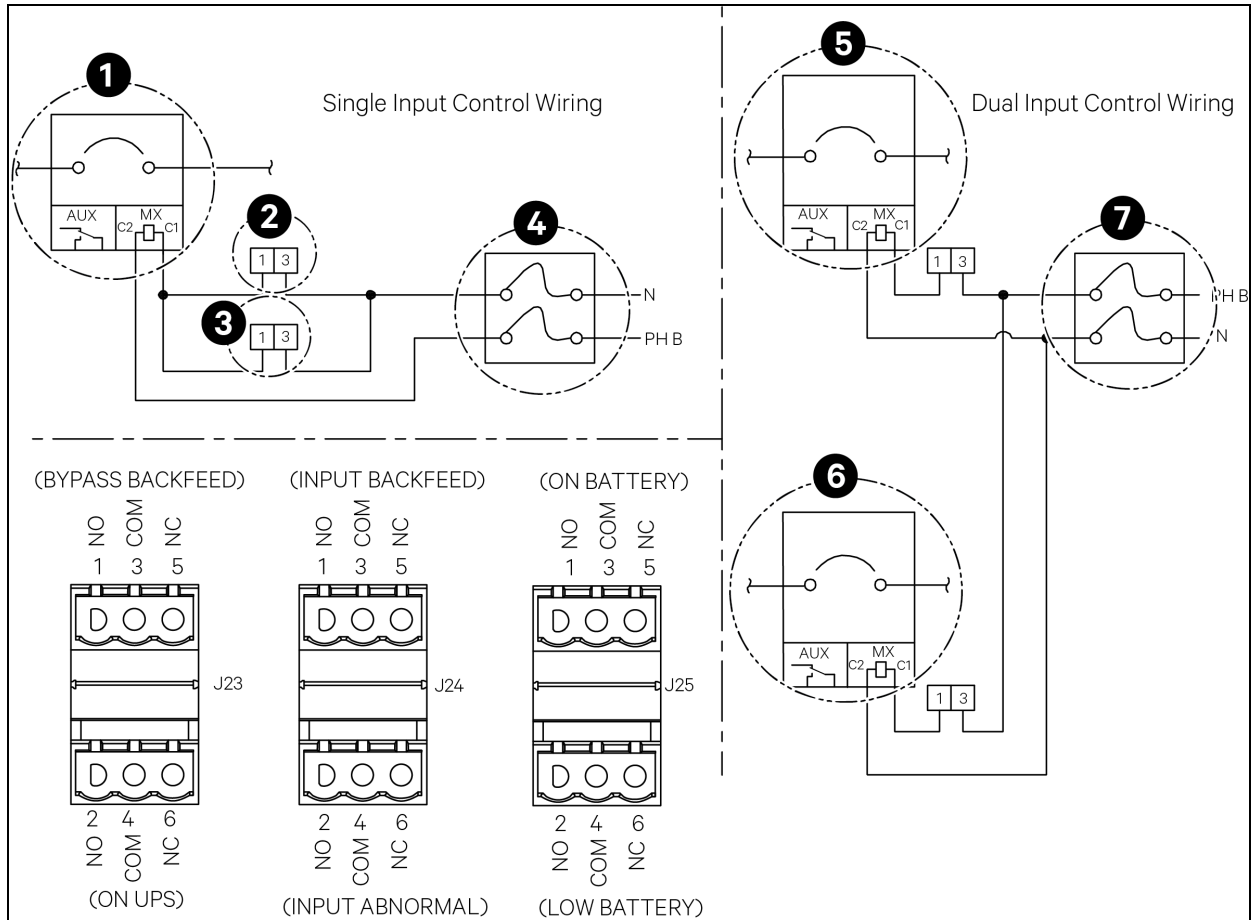 1
Single Input Control Wiring
AUX
MX
C2
C1
2
1 3
3
1 3
4
N
PH B
5
Dual Input Control Wiring
AUX
MX
C2
C1
1 3
7
PH B
N
6
AUX
MX
C2
C1
1 3
(BYPASS BACKFEED)
NO COM NC
1 3 5
J23
2 4 6
NO COM NC
(ON UPS)
(INPUT BACKFEED)
NO COM NC
1 3 5
J24
2 4 6
NO COM NC
(INPUT ABNORMAL)
(ON BATTERY)
NO COM NC
1 3 5
J25
2 4 6
NO COM NC
(LOW BATTERY)